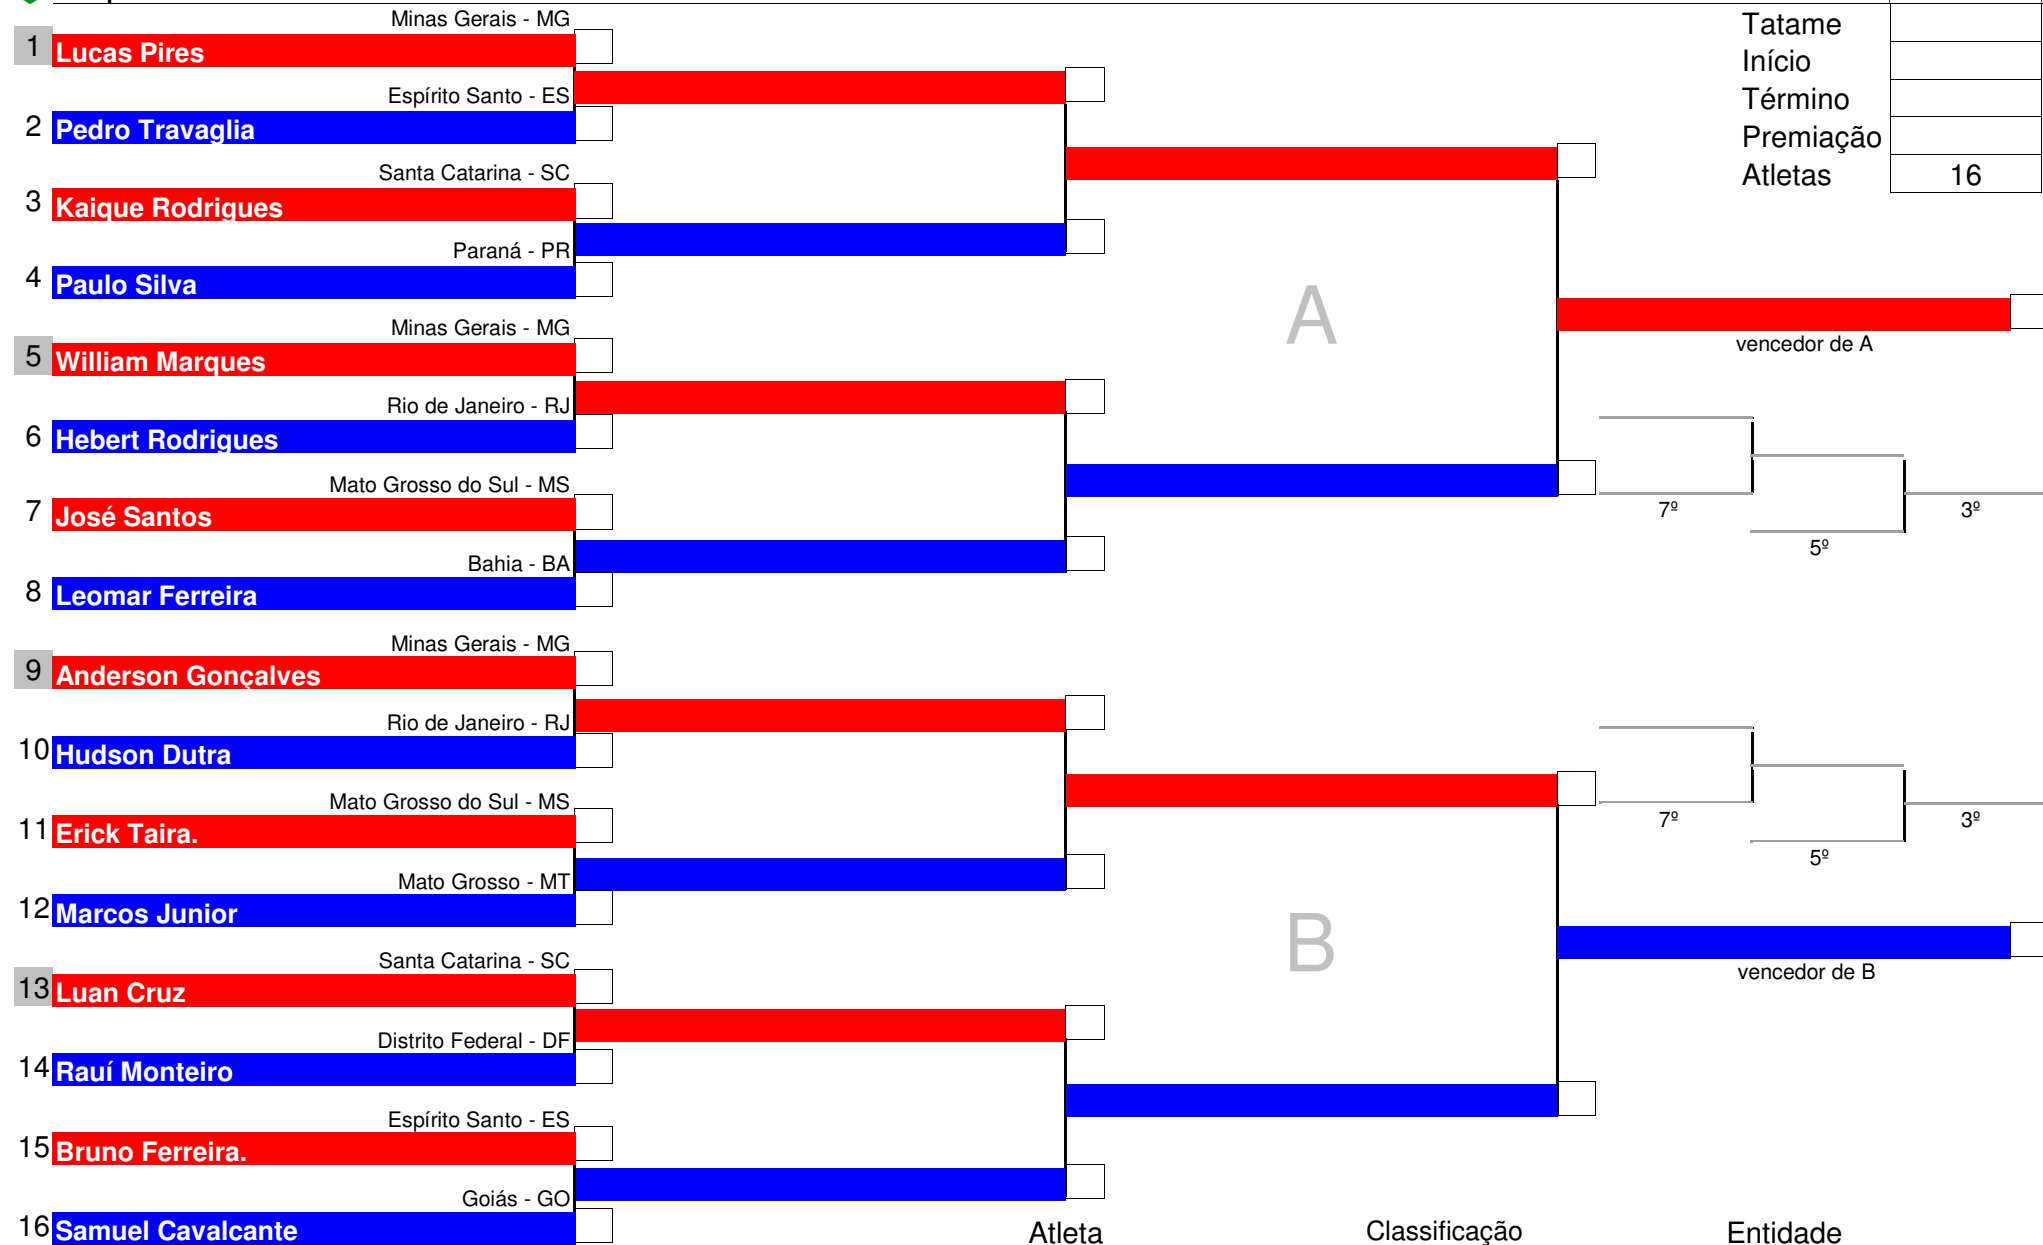 Minas Gerais - MG
1 Lucas Pires
Espírito Santo - ES
2 Pedro Travaglia
Santa Catarina - SC
3 Kaique Rodrigues
Paraná - PR
4 Paulo Silva
Minas Gerais - MG
5 William Marques
Rio de Janeiro - RJ
6 Hebert Rodrigues
Mato Grosso do Sul - MS
7 José Santos
Bahia - BA
8 Leomar Ferreira
Minas Gerais - MG
9 Anderson Gonçalves
Rio de Janeiro - RJ
10 Hudson Dutra
Mato Grosso do Sul - MS
11 Erick Taira.
Mato Grosso - MT
12 Marcos Junior
Santa Catarina - SC
13 Luan Cruz
Distrito Federal - DF
14 Rauí Monteiro
Espírito Santo - ES
15 Bruno Ferreira.
Goiás - GO
16 Samuel Cavalcante
A
B
Tatame
Início
Término
Premiação
Atletas 16
vencedor de A
7º
3º
5º
7º
3º
5º
vencedor de B
Atleta Classificação Entidade